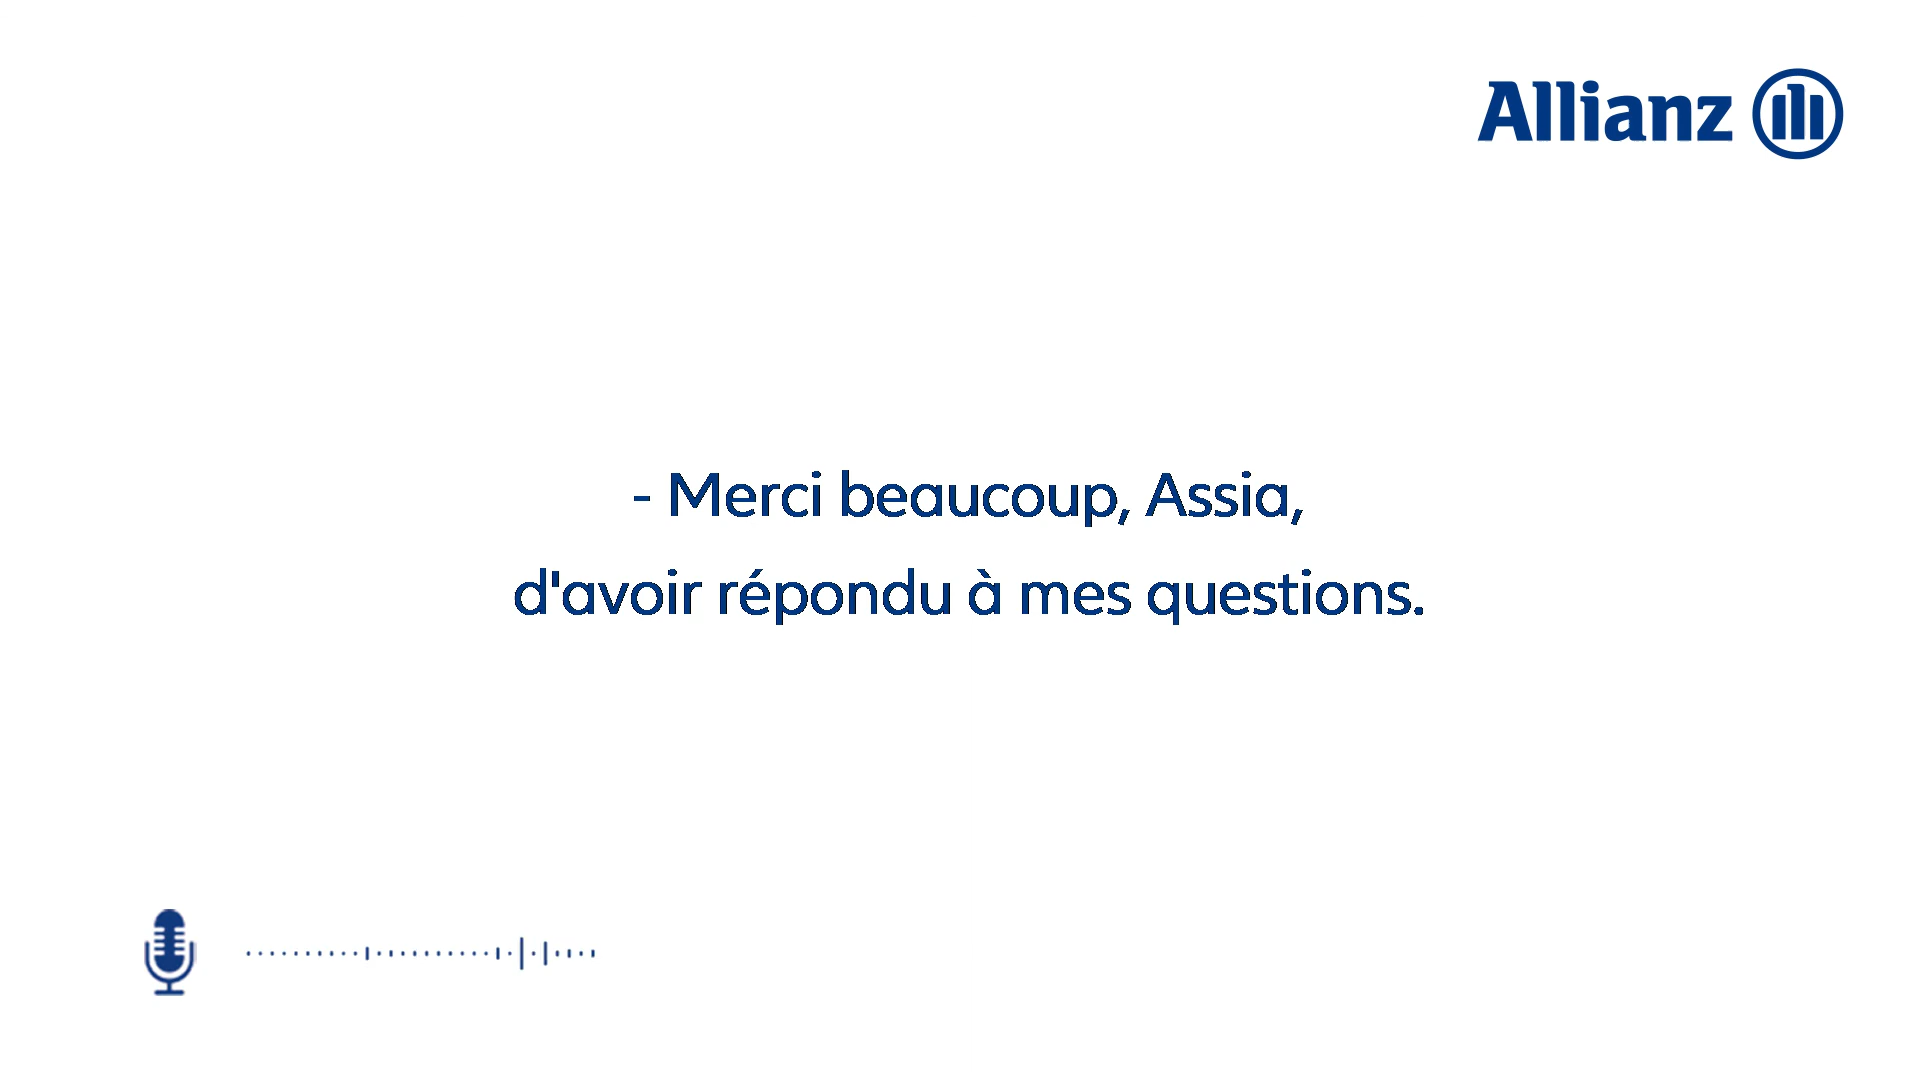 Allianz
- Merci beaucoup, Assia,
d'avoir répondu à mes questions.